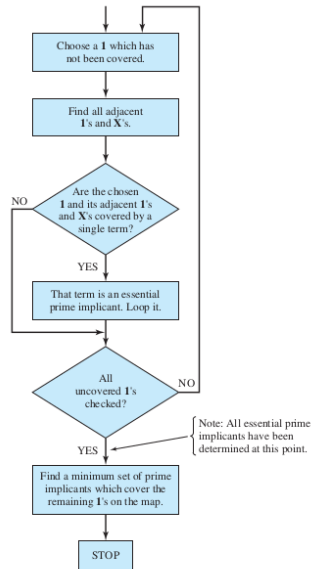 Choose a 1 which has
not been covered.
Find all adjacent
1's and X's.
Are the chosen
1 and its adjacent 1's
and X's covered by a
single term?
NO
YES
That term is an essential
prime implicant. Loop it.
All
uncovered 1's
checked?
NO
YES
Note: All essential prime
implicants have been
determined at this point.
Find a minimum set of prime
implicants which cover the
remaining 1's on the map.
STOP